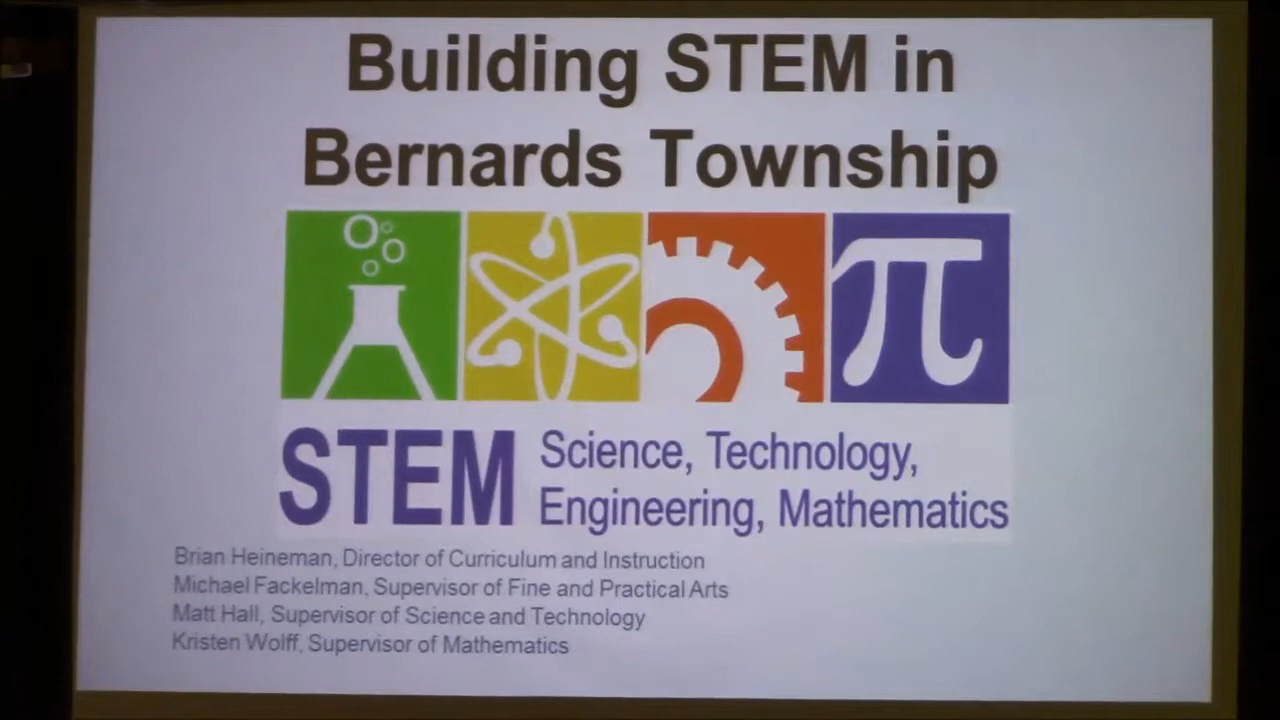 Building STEM in
Bernards Township
π
STEM Science, Technology,
Engineering, Mathematics
Brian Heineman, Director of Curriculum and Instruction
Michael Fackelman, Supervisor of Fine and Practical Arts
Matt Hall, Supervisor of Science and Technology
Kristen Wolff, Supervisor of Mathematics